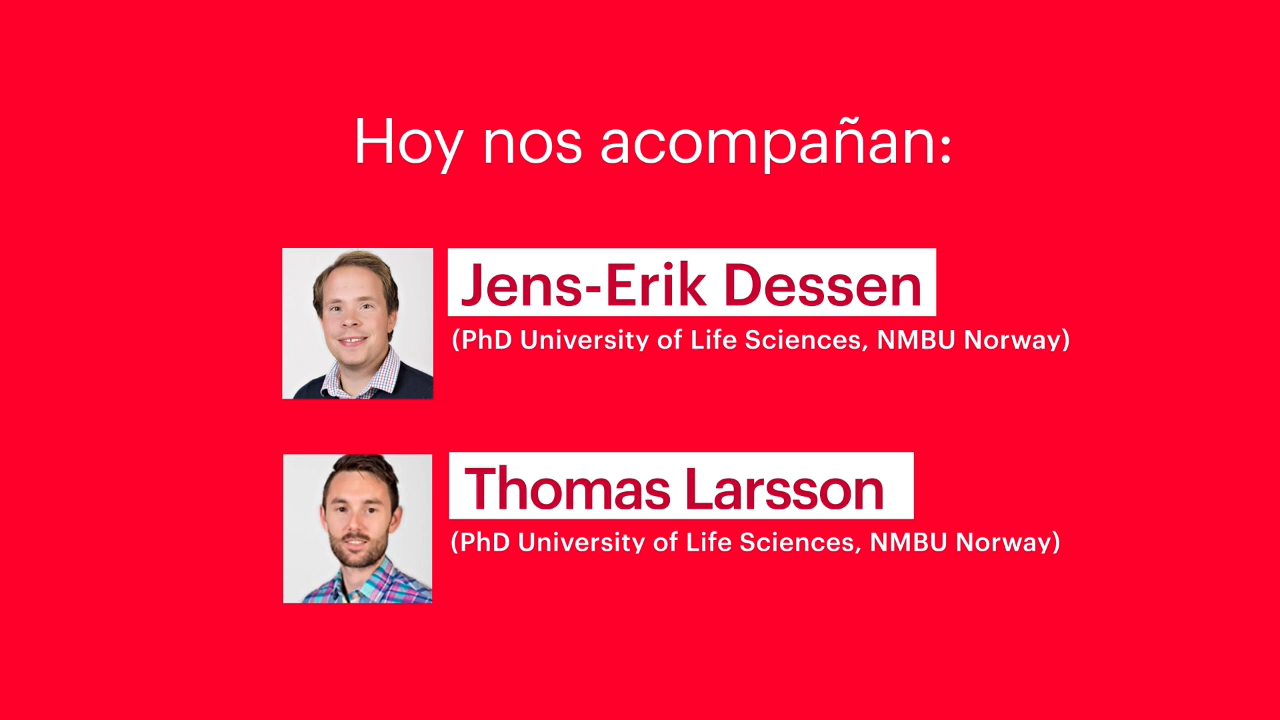 Hoy nos acompañan:
Jens-Erik Dessen
(PhD University of Life Sciences, NMBU Norway)
Thomas Larsson
(PhD University of Life Sciences, NMBU Norway)